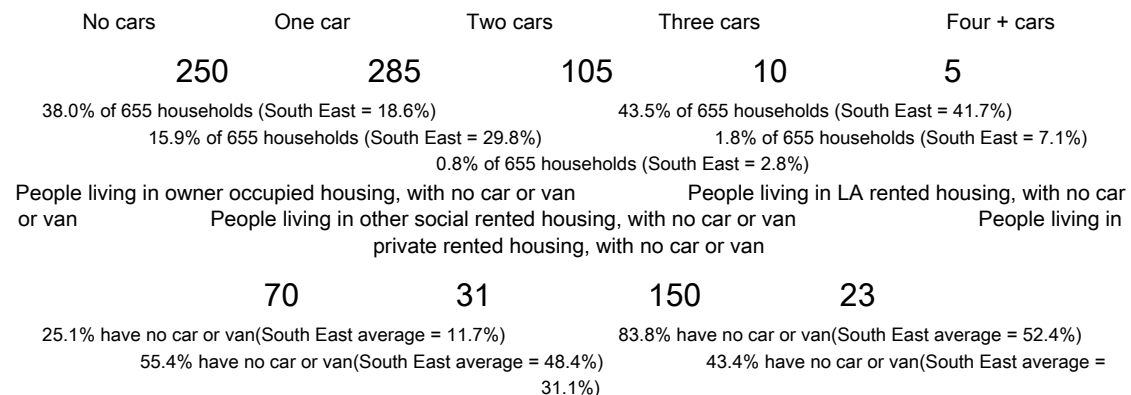 No cars One car Two cars Three cars Four + cars
250 285 105 10 5
38.0% of 655 households (South East = 18.6%) 43.5% of 655 households (South East = 41.7%)
15.9% of 655 households (South East = 29.8%) 1.8% of 655 households (South East = 7.1%)
0.8% of 655 households (South East = 2.8%)
People living in owner occupied housing, with no car or van People living in LA rented housing, with no car
or van People living in other social rented housing, with no car or van People living in
private rented housing, with no car or van
70 31 150 23
25.1% have no car or van(South East average = 11.7%) 83.8% have no car or van(South East average = 52.4%)
55.4% have no car or van(South East average = 48.4%) 43.4% have no car or van(South East average =
31.1%)